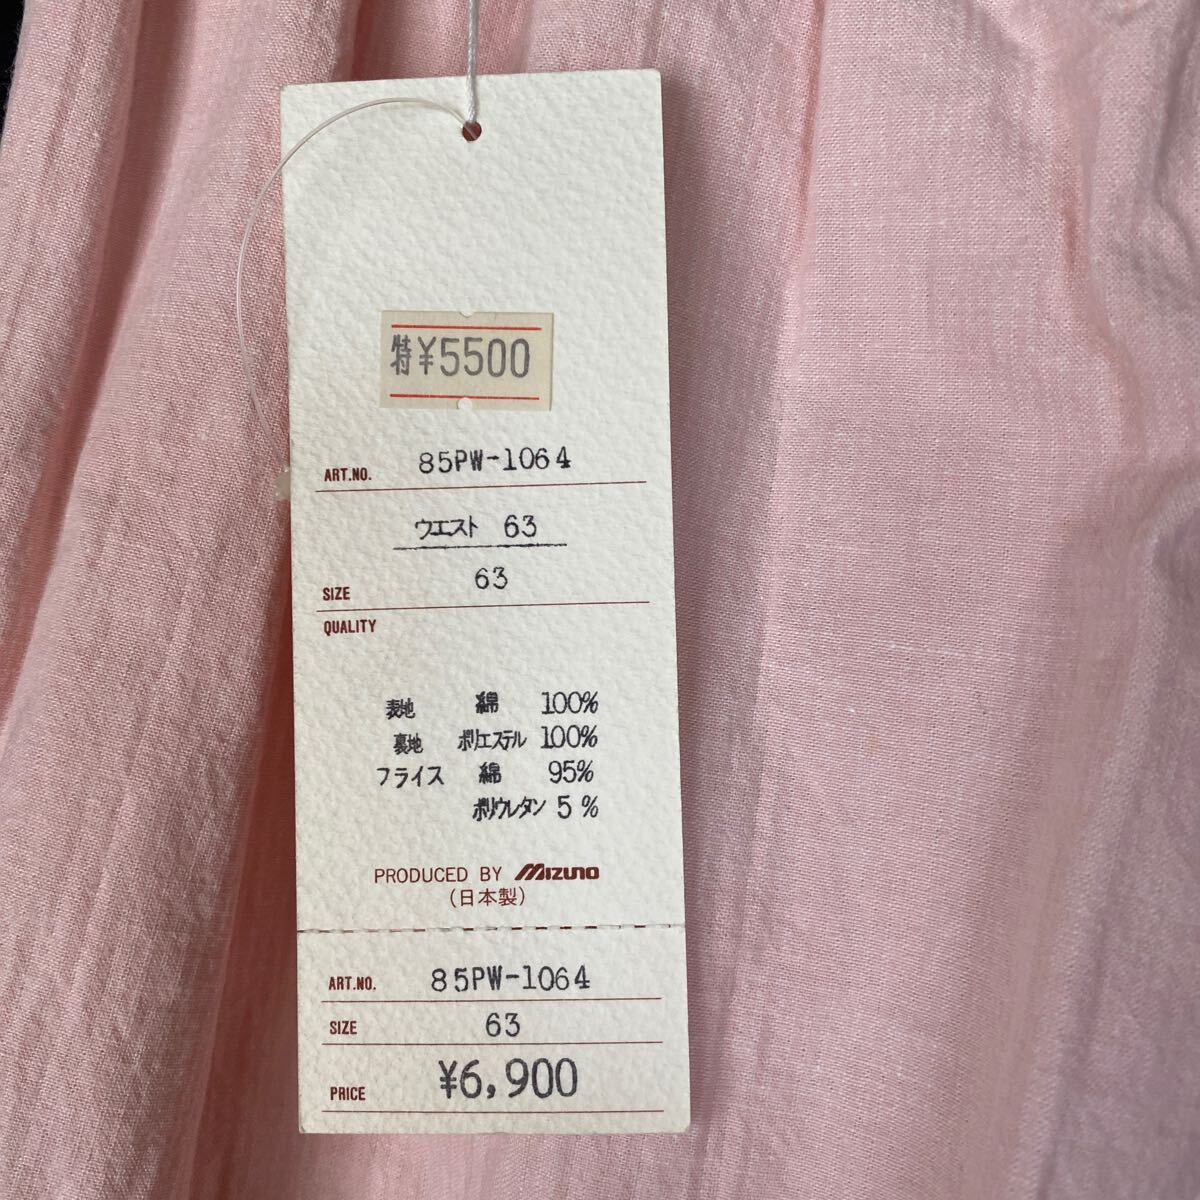 特¥5500
ART.NO. 85PW-1064
ウエスト 63
SIZE 63
QUALITY
表地 綿 100%
裏地 ポリエステル 100%
フライス 綿 95%
ポリウレタン 5%
PRODUCED BY Mizuno
(日本製)
ART.NO. 85PW-1064
SIZE 63
PRICE ¥6,900